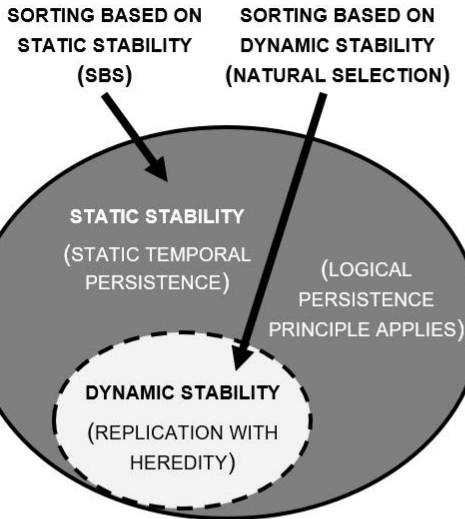 SORTING BASED ON
STATIC STABILITY
(SBS)
SORTING BASED ON
DYNAMIC STABILITY
(NATURAL SELECTION)
STATIC STABILITY
(STATIC TEMPORAL
PERSISTENCE)
(LOGICAL
PERSISTENCE
PRINCIPLE APPLIES)
DYNAMIC STABILITY
(REPLICATION WITH
HEREDITY)